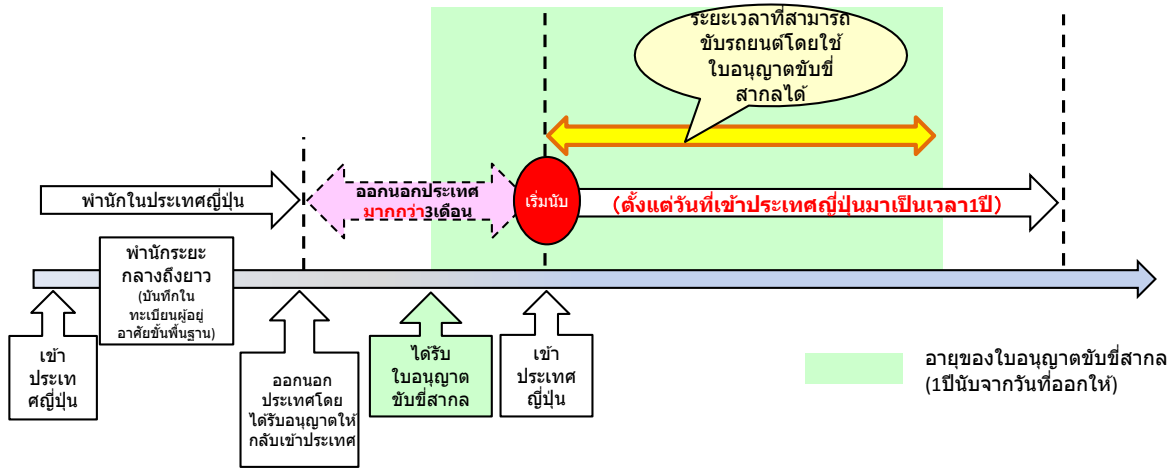 ระยะเวลาที่สามารถ
ขับรถยนต์โดยใช้
ใบอนุญาตขับขี่
สากลได้
พำนักในประเทศญี่ปุ่น
ออกนอกประเทศ
มากกว่า3เดือน
เริ่มนับ
(ตั้งแต่วันที่เข้าประเทศญี่ปุ่นมาเป็นเวลา1ปี)
พำนักระยะ
กลางถึงยาว
(บันทึกใน
ทะเบียนผู้อยู่
อาศัยขั้นพื้นฐาน)
เข้า
ประเท
ศญี่ปุ่น
ออกนอก
ประเทศโดย
ได้รับอนุญาตให้
กลับเข้าประเทศ
ได้รับ
ใบอนุญาต
ขับขี่สากล
เข้า
ประเทศ
ญี่ปุ่น
อายุของใบอนุญาตขับขี่สากล
(1ปีนับจากวันที่ออกให้)